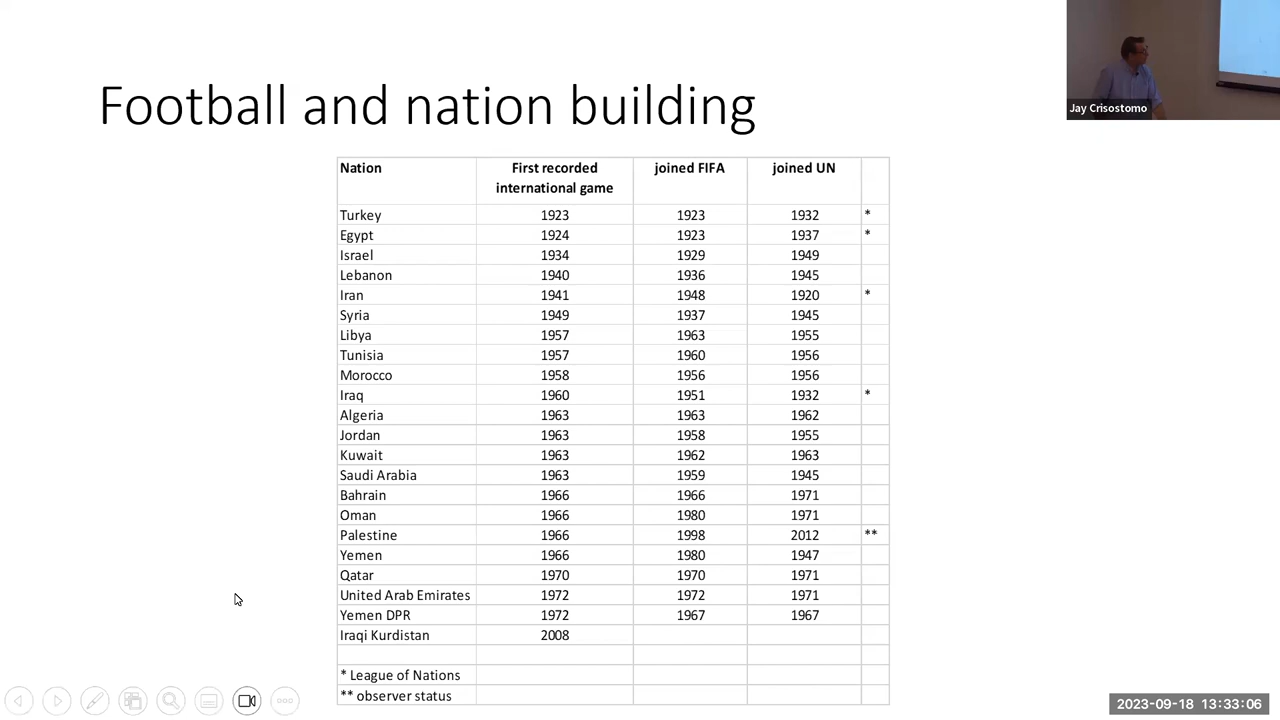 Football and nation building
Jay Crisostomo
Nation First recorded international game joined FIFA joined UN
Turkey 1923 1923 1932 *
Egypt 1924 1923 1937 *
Israel 1934 1929 1949
Lebanon 1940 1936 1945
Iran 1941 1948 1920 *
Syria 1949 1937 1945
Libya 1957 1963 1955
Tunisia 1957 1960 1956
Morocco 1958 1956 1956
Iraq 1960 1951 1932 *
Algeria 1963 1963 1962
Jordan 1963 1958 1955
Kuwait 1963 1962 1963
Saudi Arabia 1963 1959 1945
Bahrain 1966 1966 1971
Oman 1966 1980 1971
Palestine 1966 1998 2012 **
Yemen 1966 1980 1947
Qatar 1970 1970 1971
United Arab Emirates 1972 1972 1971
Yemen DPR 1972 1967 1967
Iraqi Kurdistan 2008
* League of Nations
** observer status
2023-09-18 13:33:06